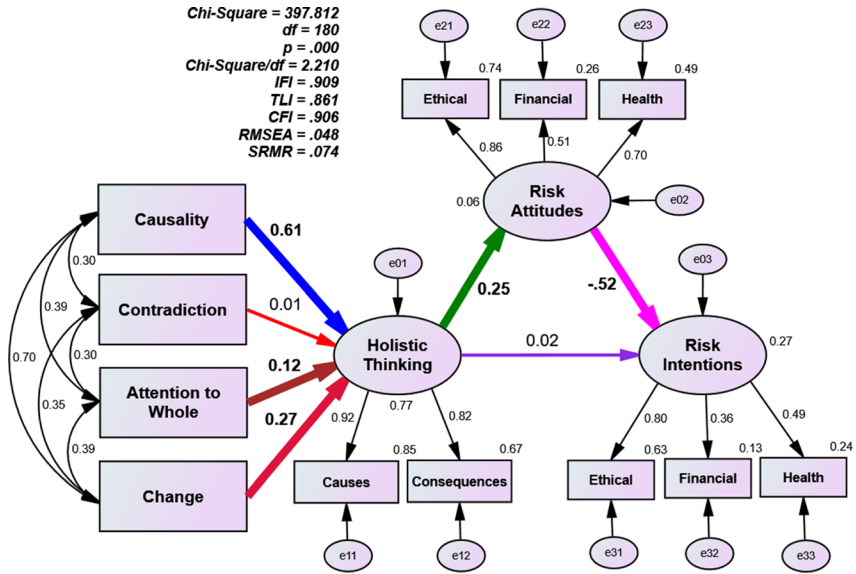 Chi-Square = 397.812
df = 180
p = .000
Chi-Square/df = 2.210
IFI = .909
TLI = .861
CFI = .906
RMSEA = .048
SRMR = .074
e21
e22
e23
0.74
0.26
0.49
Ethical
Financial
Health
0.86
0.51
0.70
0.06
Risk
Attitudes
e02
Causality
0.61
0.30
Contradiction
0.01
0.39
0.30
0.70
Attention to
Whole
0.12
0.35
0.27
0.39
Change
e01
0.25
-.52
e03
Holistic
Thinking
0.02
Risk
Intentions
0.27
0.77
0.92
0.82
0.80
0.36
0.49
0.85
0.67
0.63
0.13
0.24
Causes
Consequences
Ethical
Financial
Health
e11
e12
e31
e32
e33